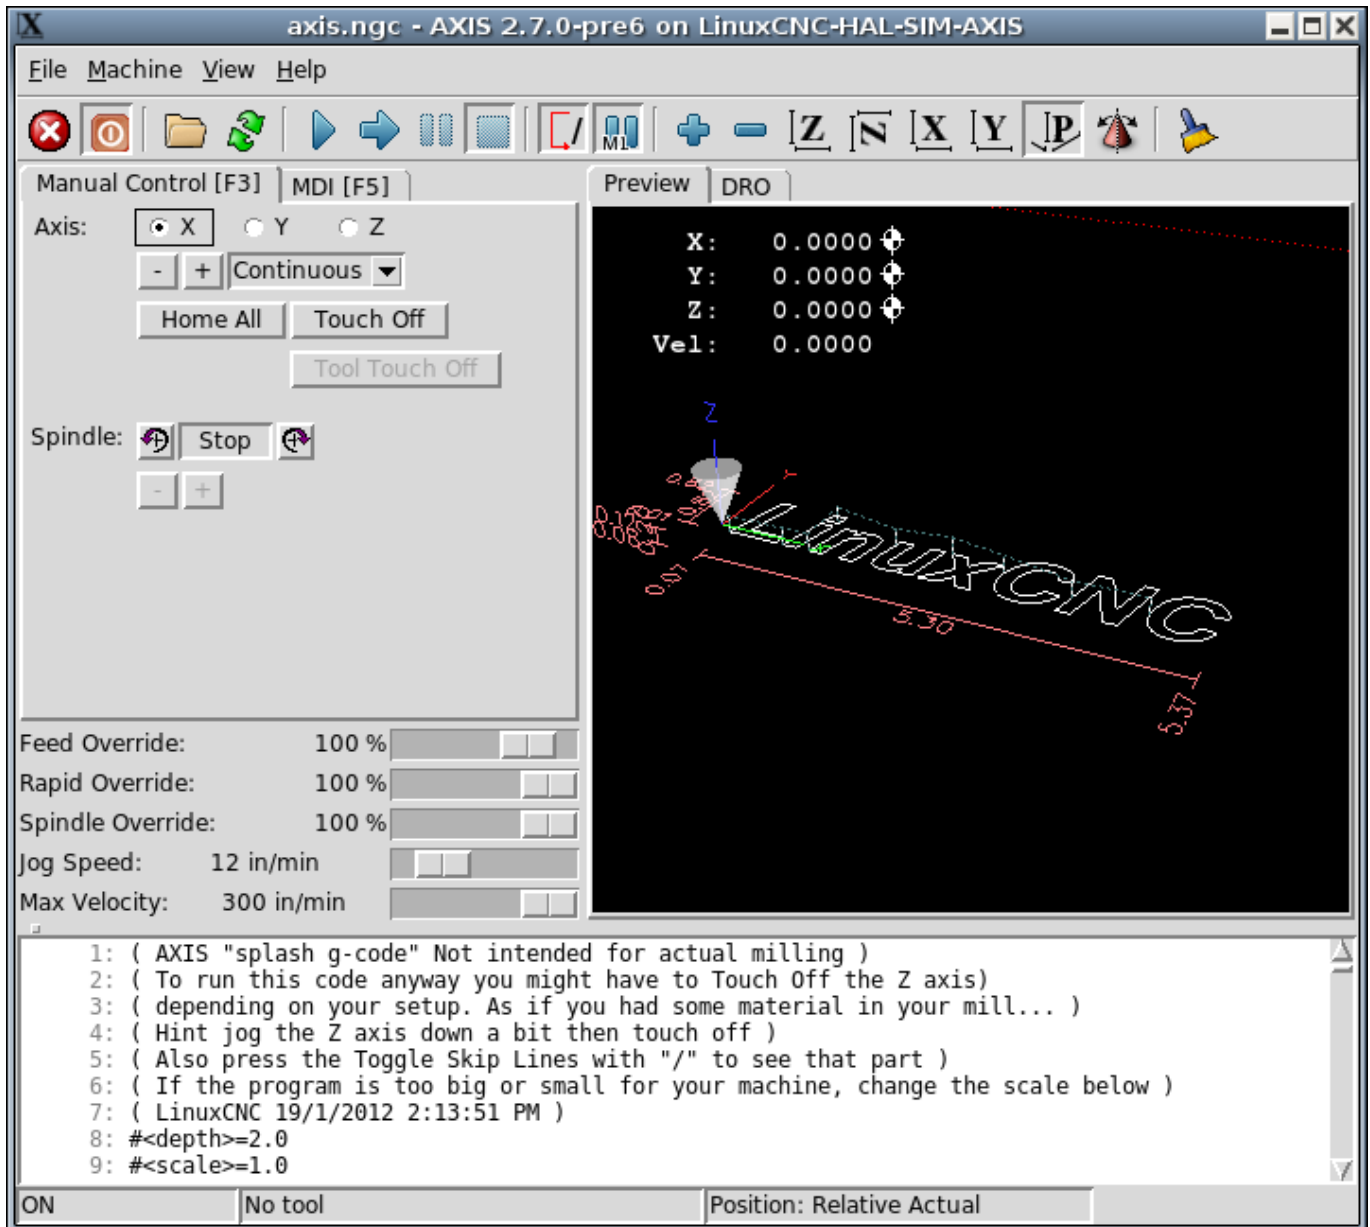 axis.ngc - AXIS 2.7.0-pre6 on LinuxCNC-HAL-SIM-AXIS
File Machine View Help
M1 Z N X Y P
Manual Control [F3] MDI [F5]
Axis: X Y Z
- + Continuous
Home All Touch Off
Tool Touch Off
Spindle: Stop
- +
Feed Override: 100 %
Rapid Override: 100 %
Spindle Override: 100 %
Jog Speed: 12 in/min
Max Velocity: 300 in/min
Preview DRO
X: 0.0000
Y: 0.0000
Z: 0.0000
Vel: 0.0000
Z
Y
LinuxCNC
0.07
5.30
5.37
1: ( AXIS "splash g-code" Not intended for actual milling )
2: ( To run this code anyway you might have to Touch Off the Z axis)
3: ( depending on your setup. As if you had some material in your mill... )
4: ( Hint jog the Z axis down a bit then touch off )
5: ( Also press the Toggle Skip Lines with "/" to see that part )
6: ( If the program is too big or small for your machine, change the scale below )
7: ( LinuxCNC 19/1/2012 2:13:51 PM )
8: #<depth>=2.0
9: #<scale>=1.0
ON No tool Position: Relative Actual